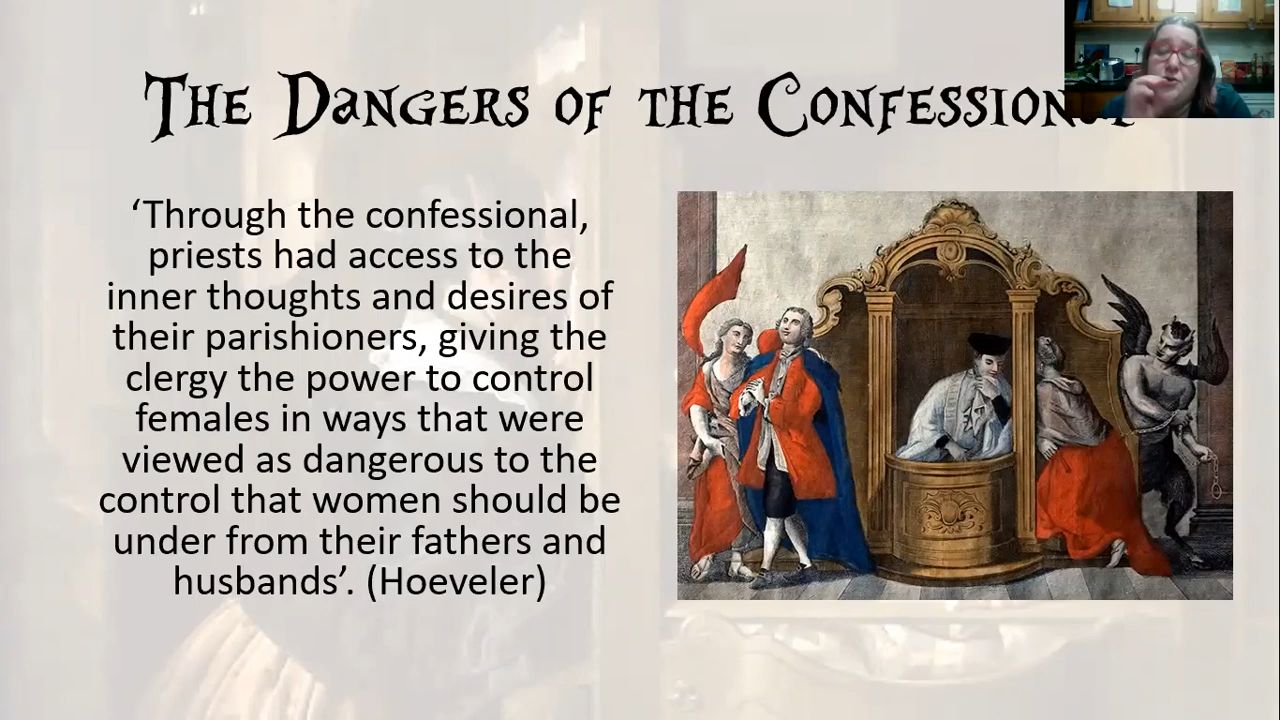 The Dangers of the Confessional
‘Through the confessional,
priests had access to the
inner thoughts and desires of
their parishioners, giving the
clergy the power to control
females in ways that were
viewed as dangerous to the
control that women should be
under from their fathers and
husbands’. (Hoeveler)